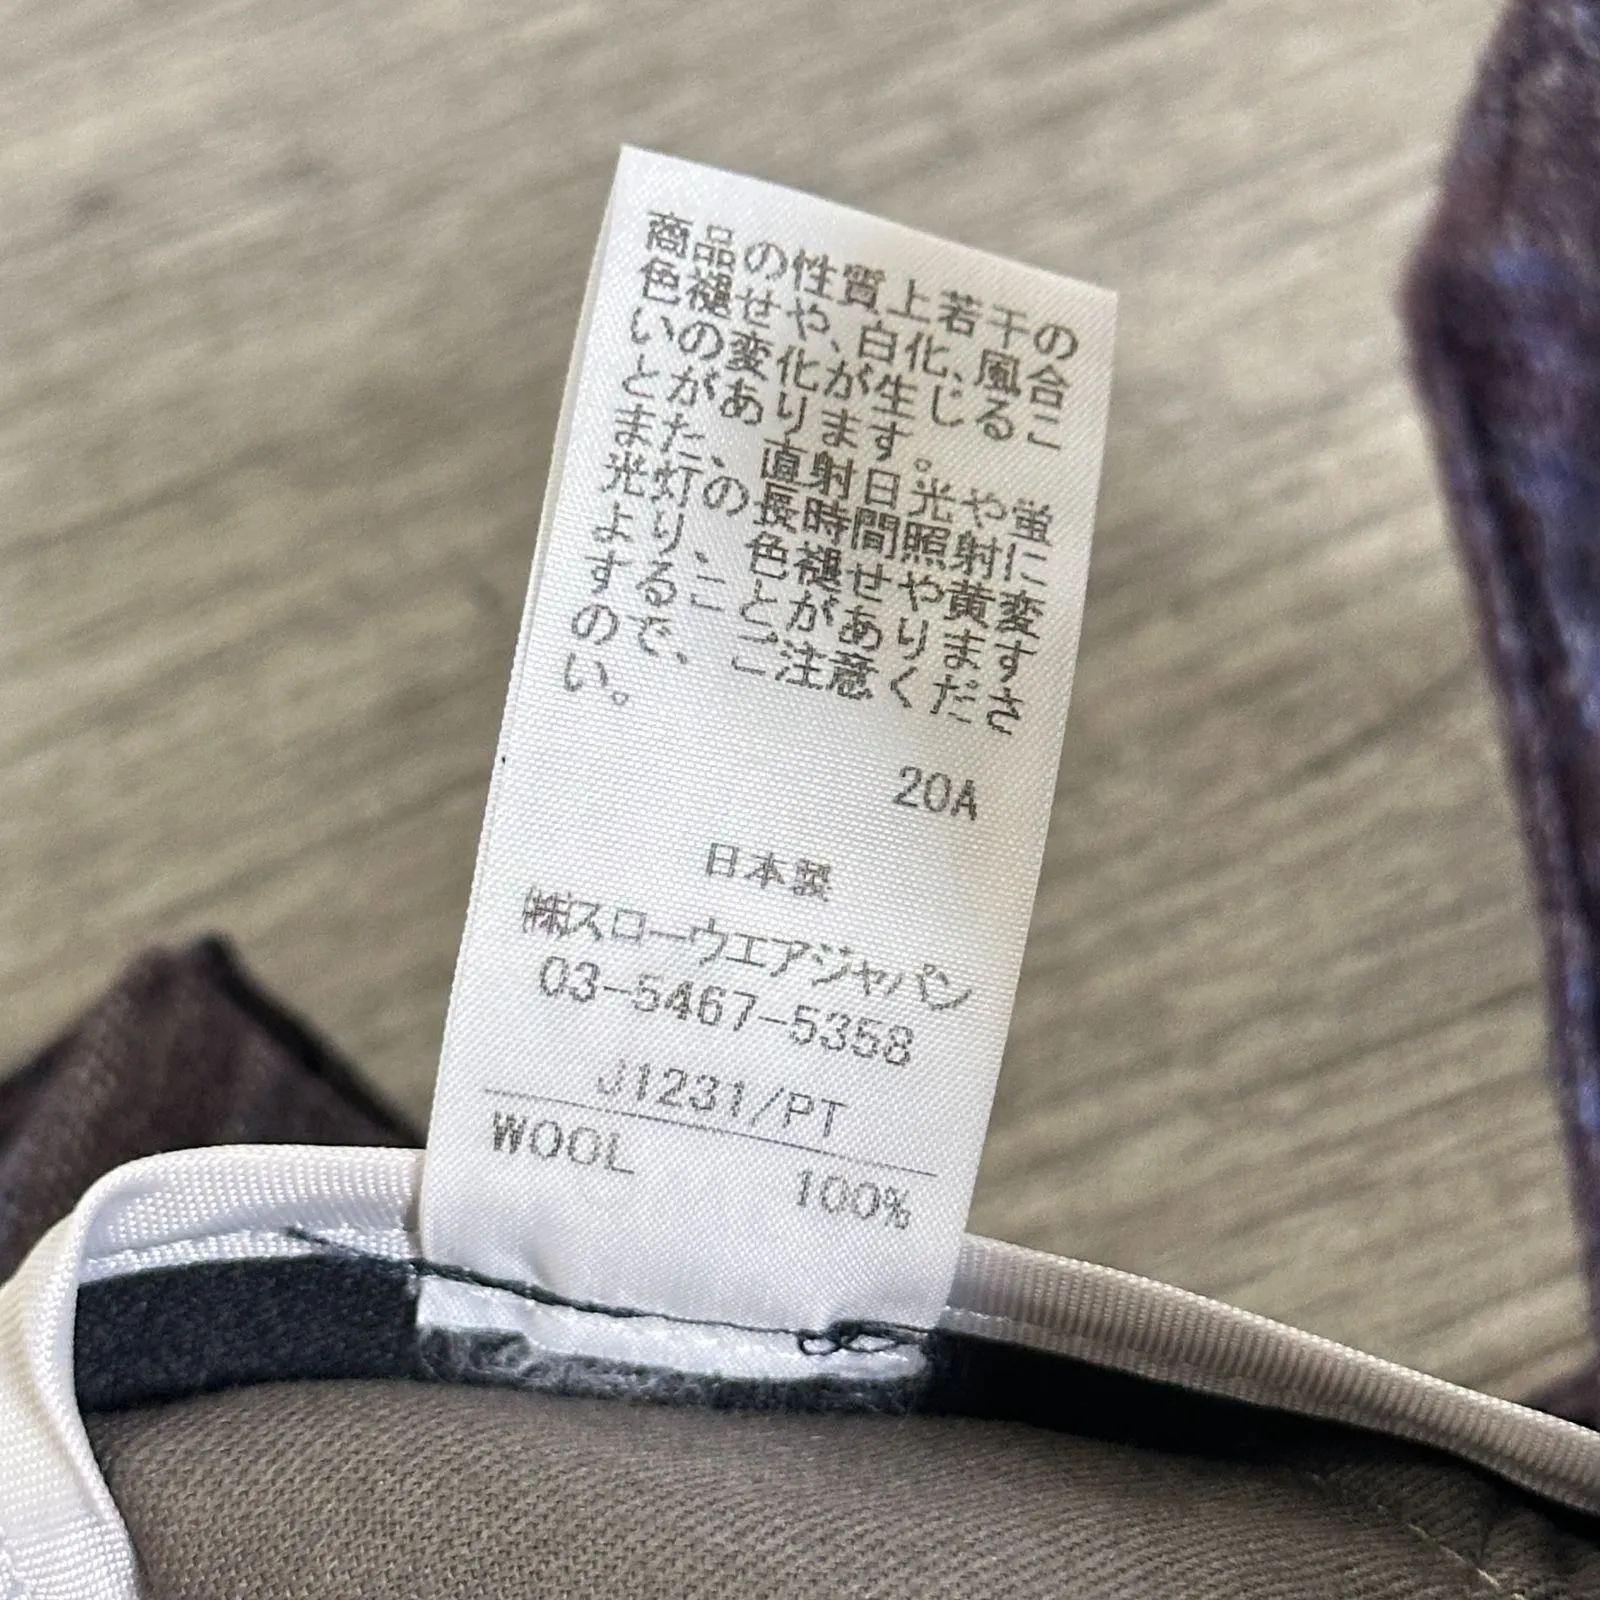 商品の性質上若干の
色褪せや、白化、風合
いの変化が生じるこ
とがあります。
また、直射日光や蛍
光灯の長時間照射に
より、色褪せや黄変
することがあります
ので、ご注意くださ
い。
20A
日本製
㈱スローウエアジャパン
03-5467-5358
J1231/PT
WOOL 100%